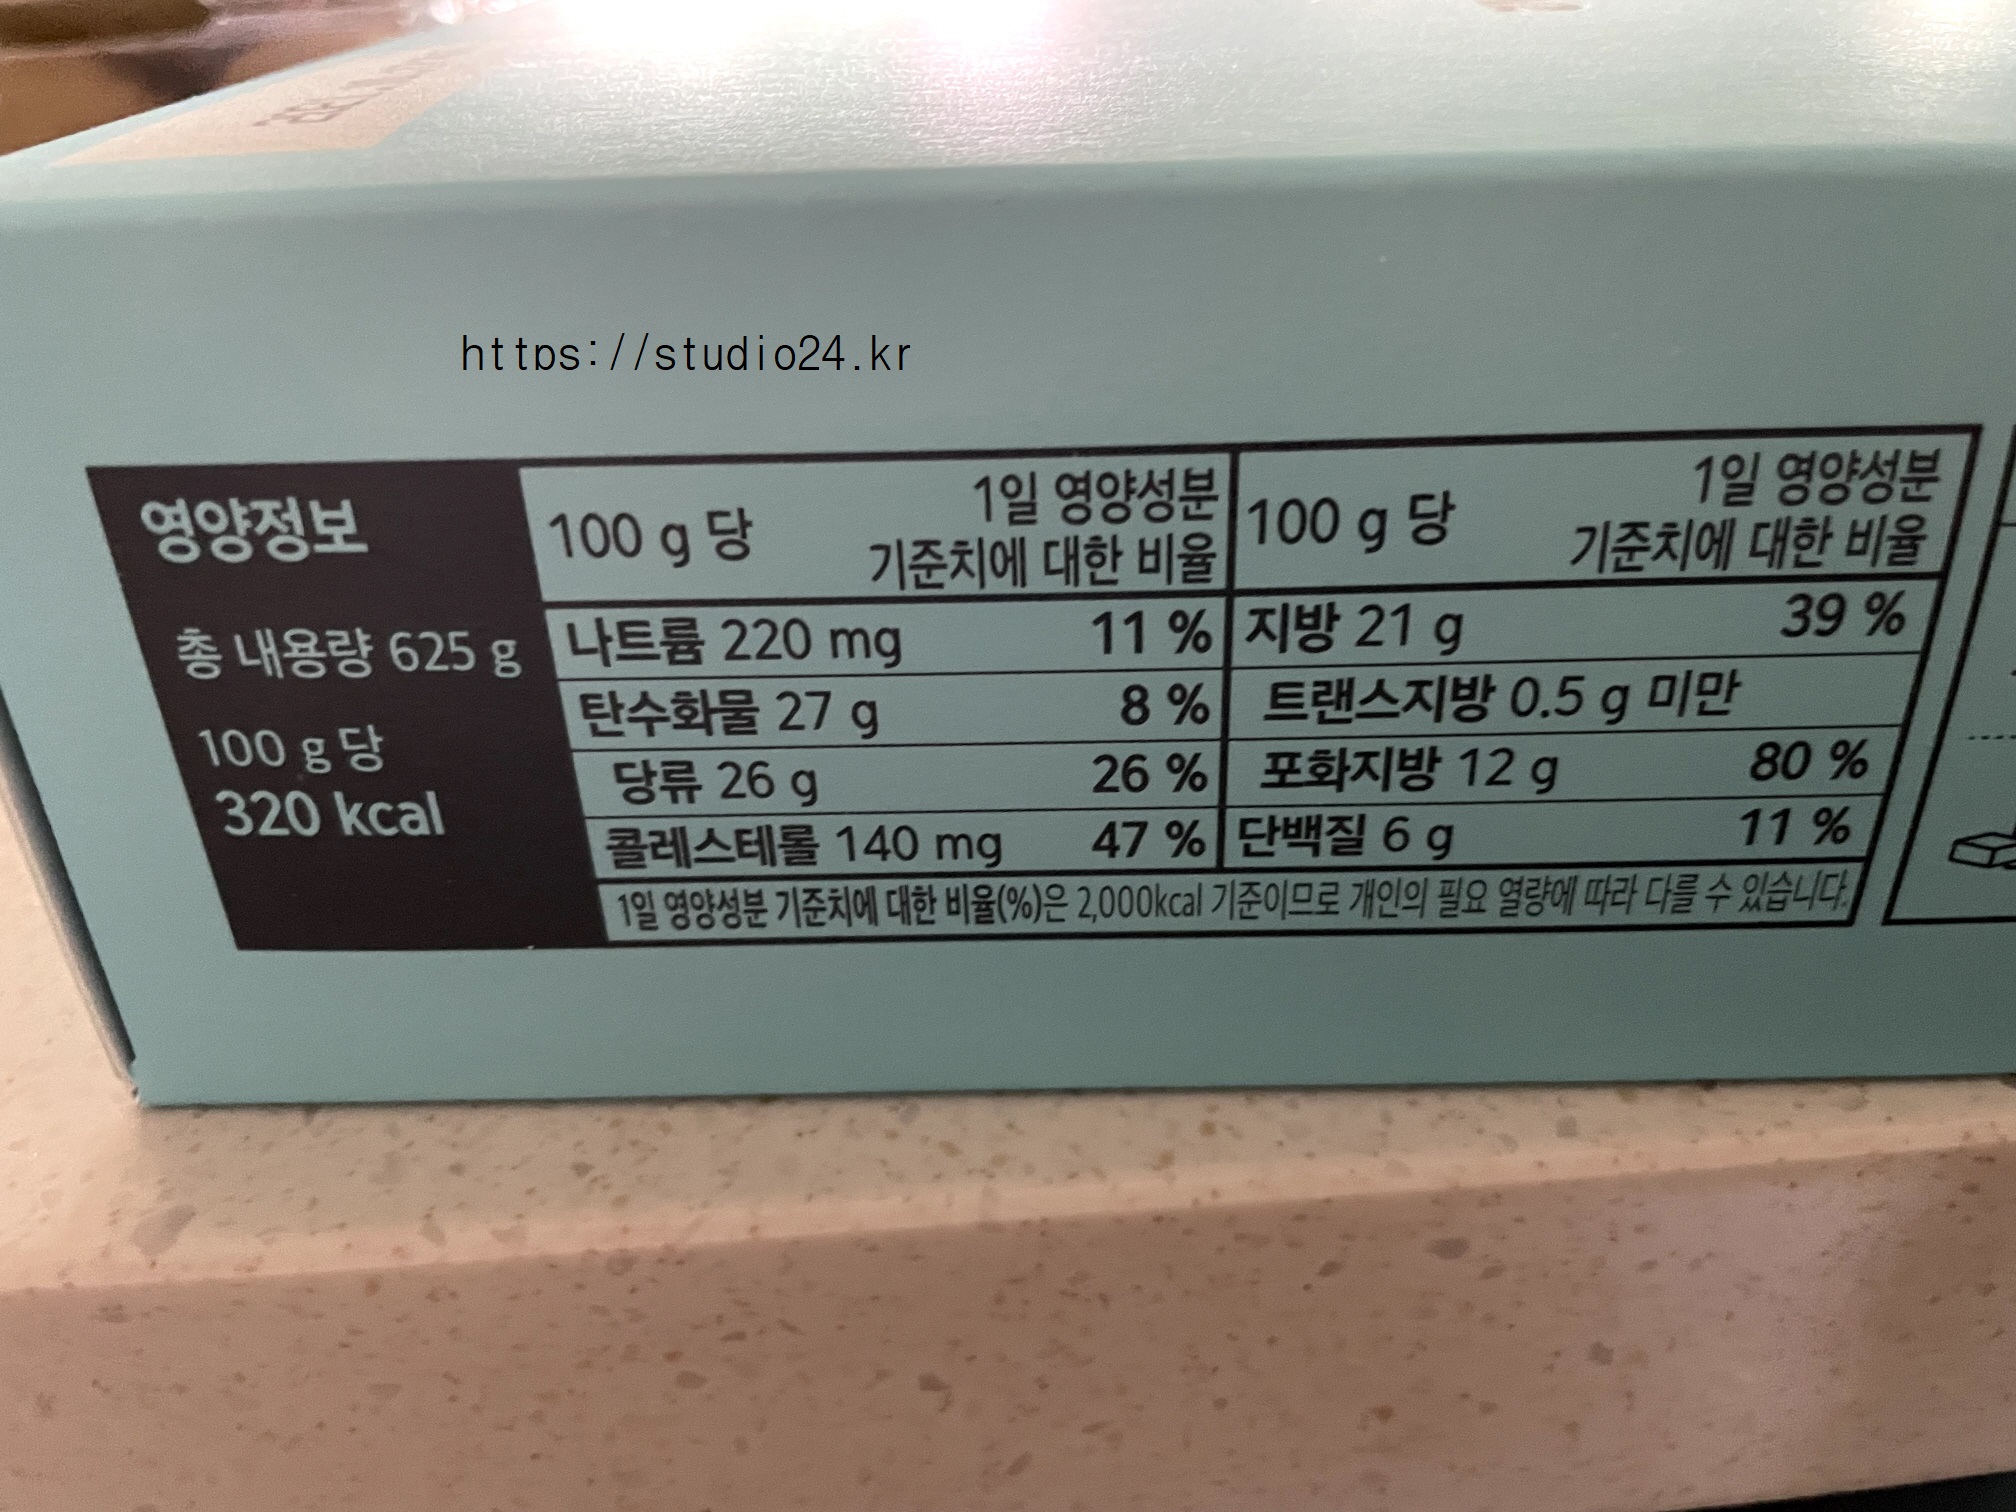 https://studio24.kr
영양정보
총 내용량 625 g
100 g 당
320 kcal
100 g 당
1일 영양성분
기준치에 대한 비율
나트륨 220 mg 11 %
탄수화물 27 g 8 %
당류 26 g 26 %
콜레스테롤 140 mg 47 %
100 g 당
1일 영양성분
기준치에 대한 비율
지방 21 g 39 %
트랜스지방 0.5 g 미만
포화지방 12 g 80 %
단백질 6 g 11 %
1일 영양성분 기준치에 대한 비율(%)은 2,000kcal 기준이므로 개인의 필요 열량에 따라 다를 수 있습니다.